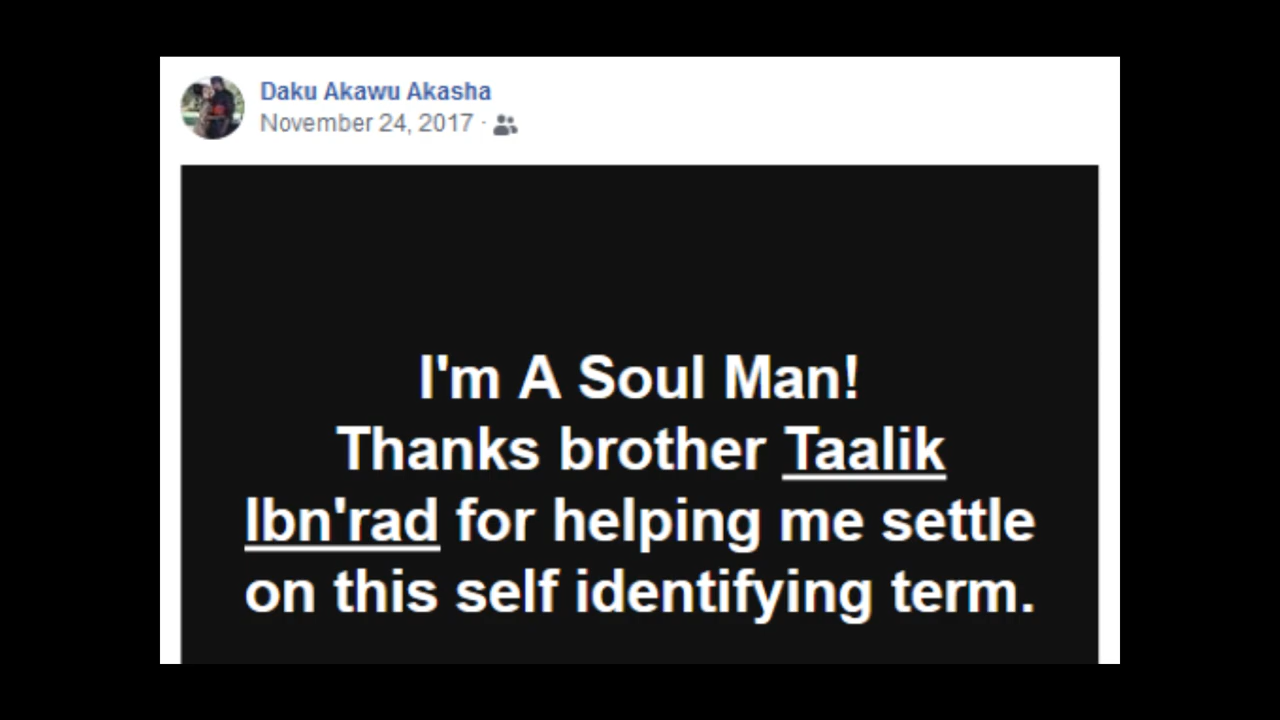 Daku Akawu Akasha
November 24, 2017 ·
I'm A Soul Man!
Thanks brother Taalik
Ibn'rad for helping me settle
on this self identifying term.